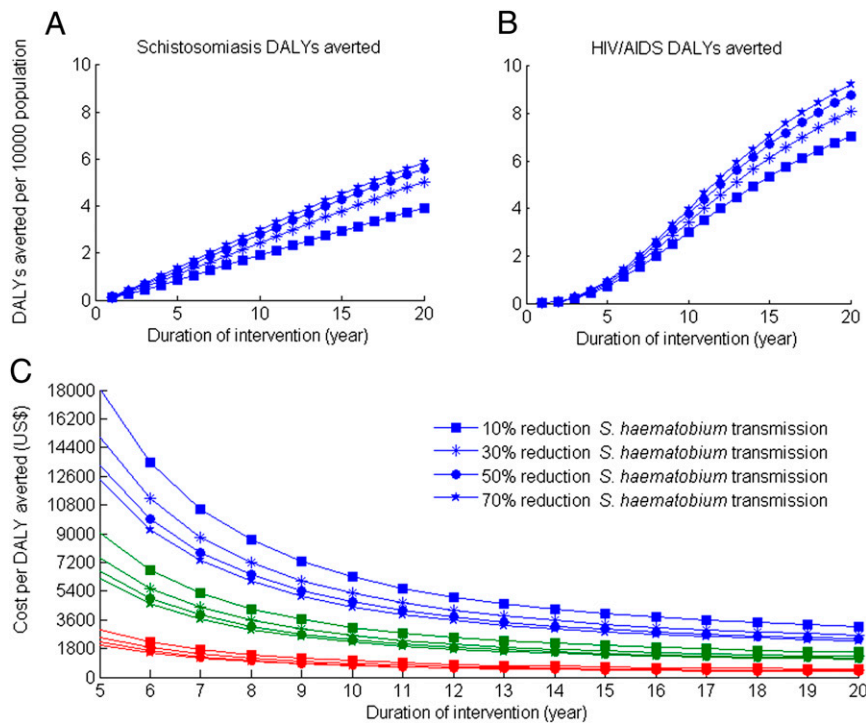 A
Schistosomiasis DALYs averted
B
HIV/AIDS DALYs averted
DALYs averted per 10000 population
10
8
6
4
2
0
0 5 10 15 20
Duration of intervention (year)
10
8
6
4
2
0
0 5 10 15 20
Duration of intervention (year)
C
Cost per DALY averted (US$)
18000
16200
14400
12600
10800
9000
7200
5400
3600
1800
0
10% reduction S. haematobium transmission
30% reduction S. haematobium transmission
50% reduction S. haematobium transmission
70% reduction S. haematobium transmission
5 6 7 8 9 10 11 12 13 14 15 16 17 18 19 20
Duration of intervention (year)